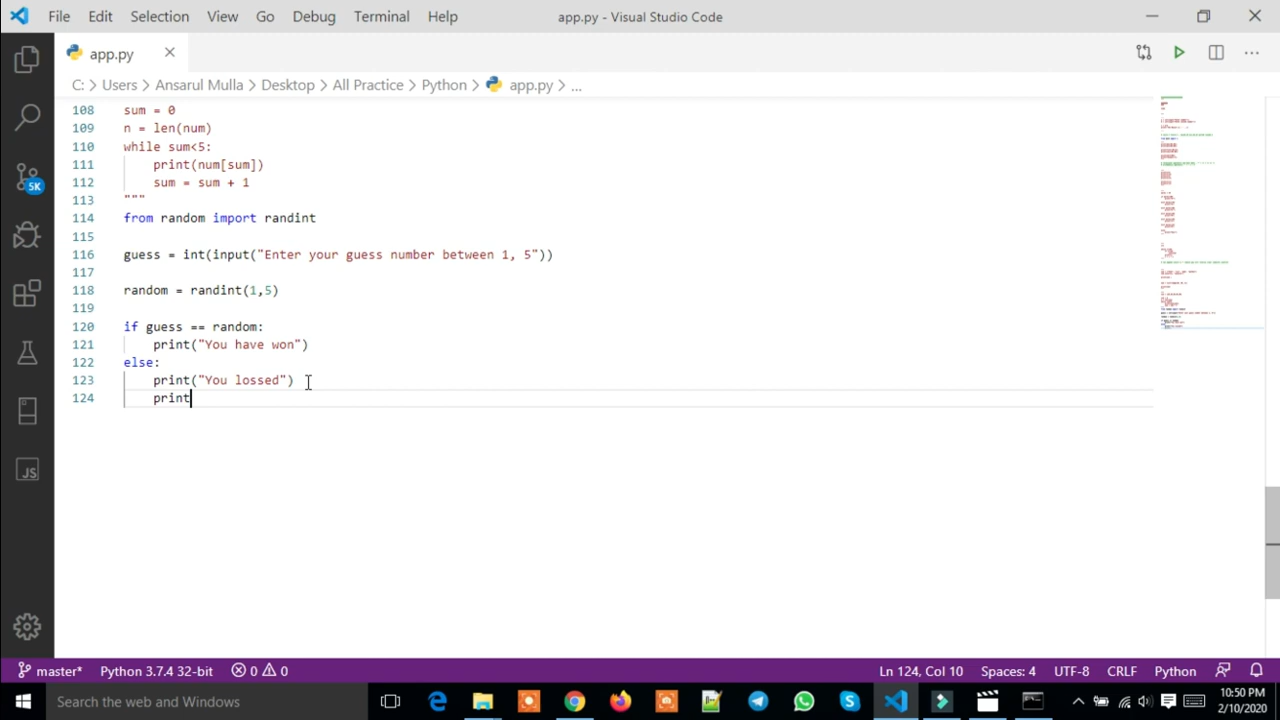 File Edit Selection View Go Debug Terminal Help app.py - Visual Studio Code
app.py
C: > Users > Ansarul Mulla > Desktop > All Practice > Python > app.py > ...
108 sum = 0
109 n = len(num)
110 while sum<5:
111 print(num[sum])
112 sum = sum + 1
113 """
114 from random import randint
115
116 guess = int(input("Enter your guess number between 1, 5"))
117
118 random = randint(1,5)
119
120 if guess == random:
121 print("You have won")
122 else:
123 print("You lossed")
124 print
5K
JS
master* Python 3.7.4 32-bit 0 0 Ln 124, Col 10 Spaces: 4 UTF-8 CRLF Python
Search the web and Windows
10:50 PM
2/10/2020